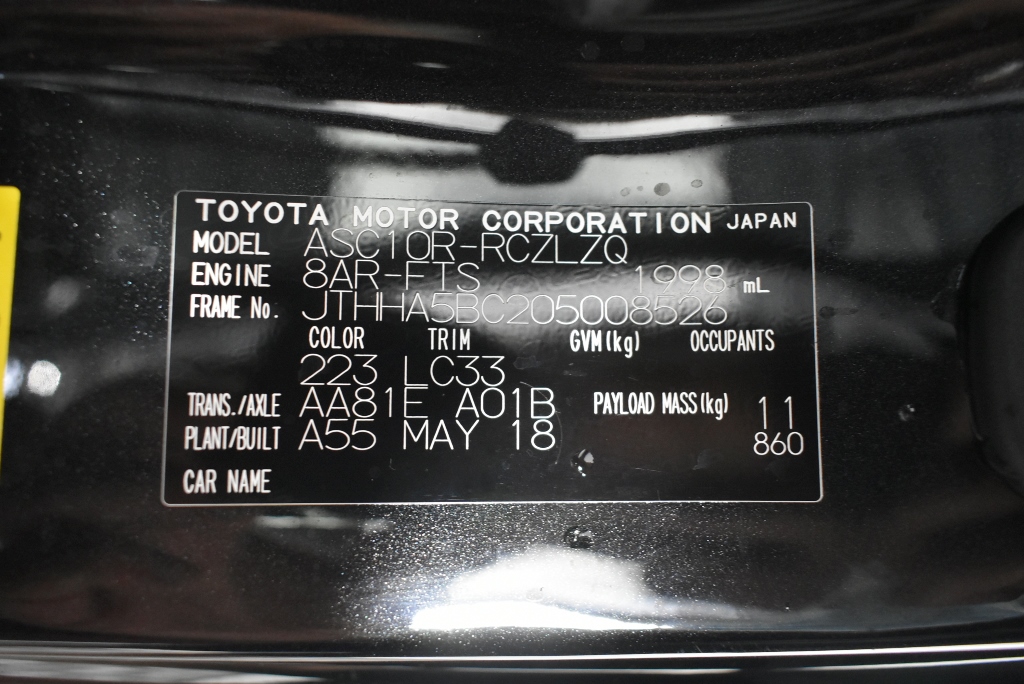 TOYOTA MOTOR CORPORATION JAPAN
MODEL ASC10R-RCZLZQ
ENGINE 8AR-FTS 1998 mL
FRAME No. JTHHA5BC205008526
COLOR TRIM GVM(kg) OCCUPANTS
223 LC33
TRANS./AXLE AA81E A01B PAYLOAD MASS(kg) 11
PLANT/BUILT A55 MAY 18 860
CAR NAME